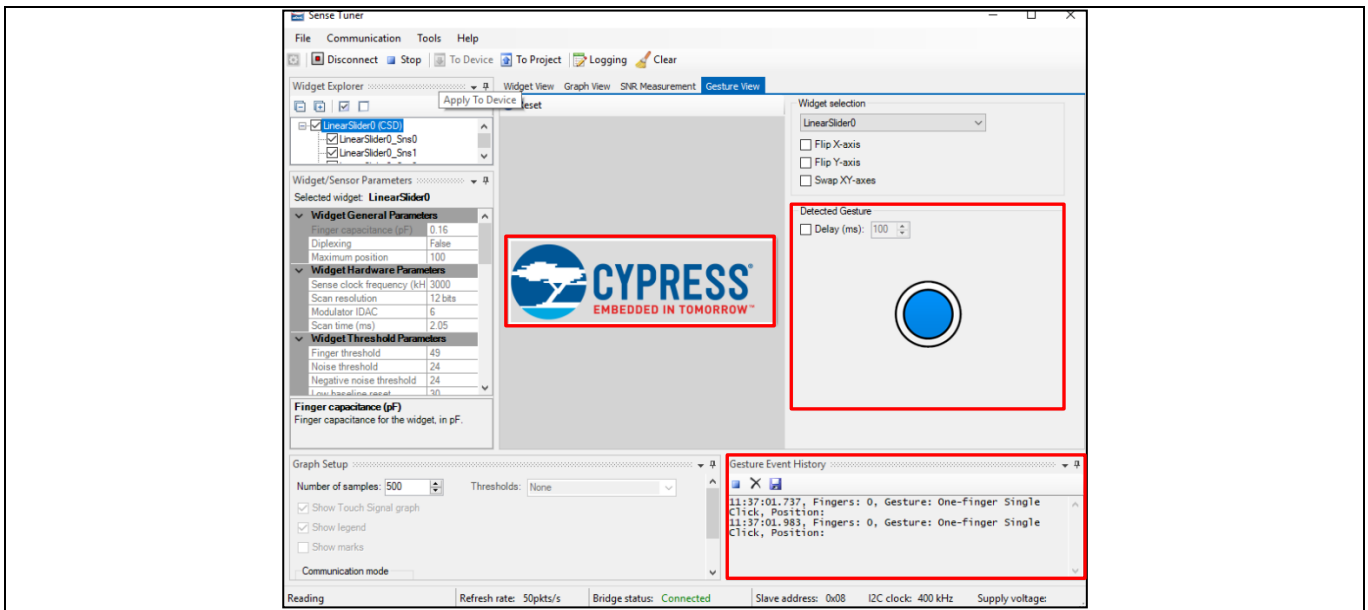 Sense Tuner
File Communication Tools Help
Disconnect Stop To Device To Project Logging Clear
Widget Explorer
Apply To Device
LinearSlider0 (CSD)
LinearSlider0_Sns0
LinearSlider0_Sns1
Widget/Sensor Parameters
Selected widget: LinearSlider0
Widget General Parameters
Finger capacitance (pF) 0.16
Diplexing False
Maximum position 100
Widget Hardware Parameters
Sense clock frequency (kH 3000
Scan resolution 12 bits
Modulator IDAC 6
Scan time (ms) 2.05
Widget Threshold Parameters
Finger threshold 49
Noise threshold 24
Negative noise threshold 24
Low baseline reset 30
Finger capacitance (pF)
Finger capacitance for the widget, in pF.
Widget View Graph View SNR Measurement Gesture View
Reset
CYPRESS®
EMBEDDED IN TOMORROW™
Widget selection
LinearSlider0
Flip X-axis
Flip Y-axis
Swap XY-axes
Detected Gesture
Delay (ms): 100
Graph Setup
Number of samples: 500 Thresholds: None
Show Touch Signal graph
Show legend
Show marks
Communication mode
Gesture Event History
11:37:01.737, Fingers: 0, Gesture: One-finger Single
Click, Position:
11:37:01.983, Fingers: 0, Gesture: One-finger Single
Click, Position:
Reading Refresh rate: 50pkts/s Bridge status: Connected Slave address: 0x08 I2C clock: 400 kHz Supply voltage: